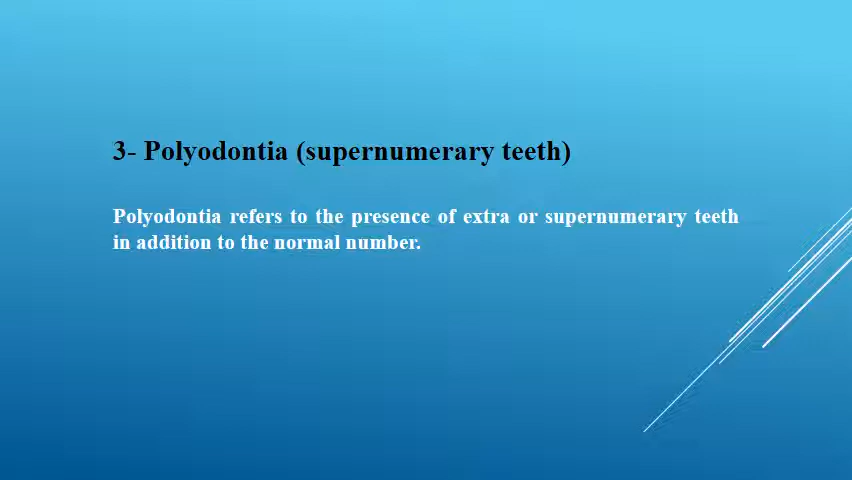 3- Polyodontia (supernumerary teeth)
Polyodontia refers to the presence of extra or supernumerary teeth
in addition to the normal number.